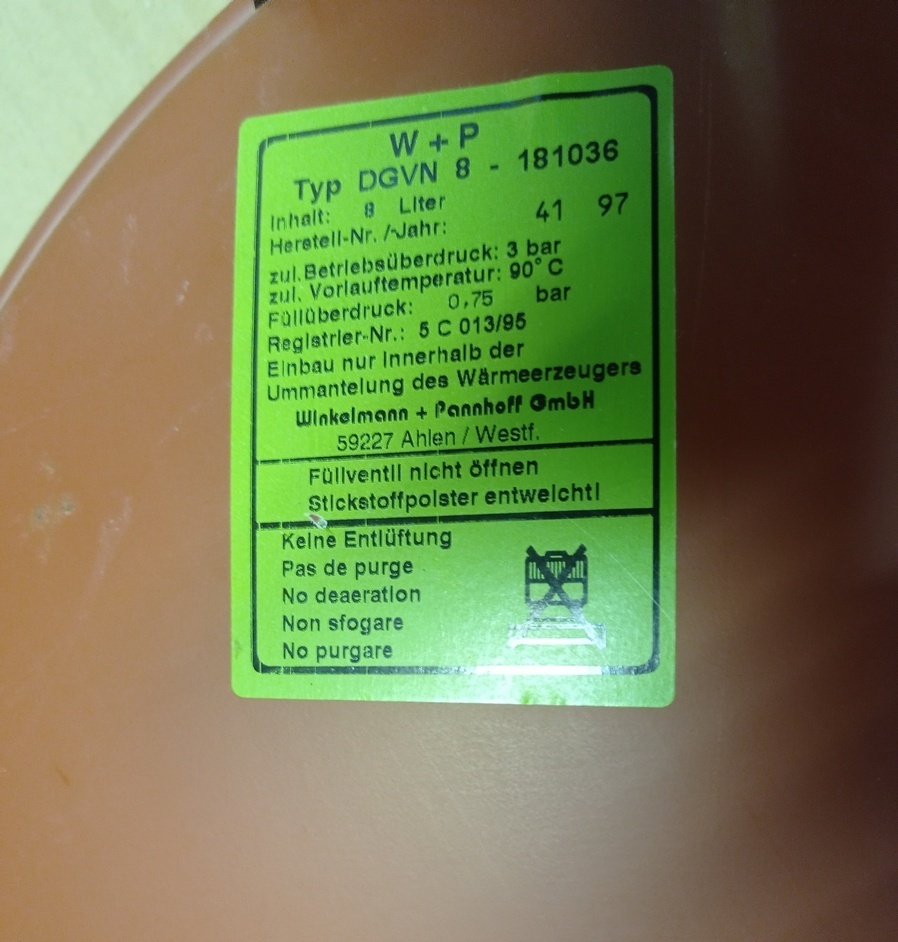 W + P
Typ DGVN 8 - 181036
Inhalt: 8 Liter
Herstell-Nr. /-Jahr: 41 97
zul. Betriebsüberdruck: 3 bar
zul. Vorlauftemperatur: 90° C
Füllüberdruck: 0,75 bar
Registrier-Nr.: 5 C 013/95
Einbau nur innerhalb der
Ummantelung des Wärmeerzeugers
Winkelmann + Pannhoff GmbH
59227 Ahlen / Westf.
Füllventil nicht öffnen
Stickstoffpolster entweicht!
Keine Entlüftung
Pas de purge
No deaeration
Non sfogare
No purgare